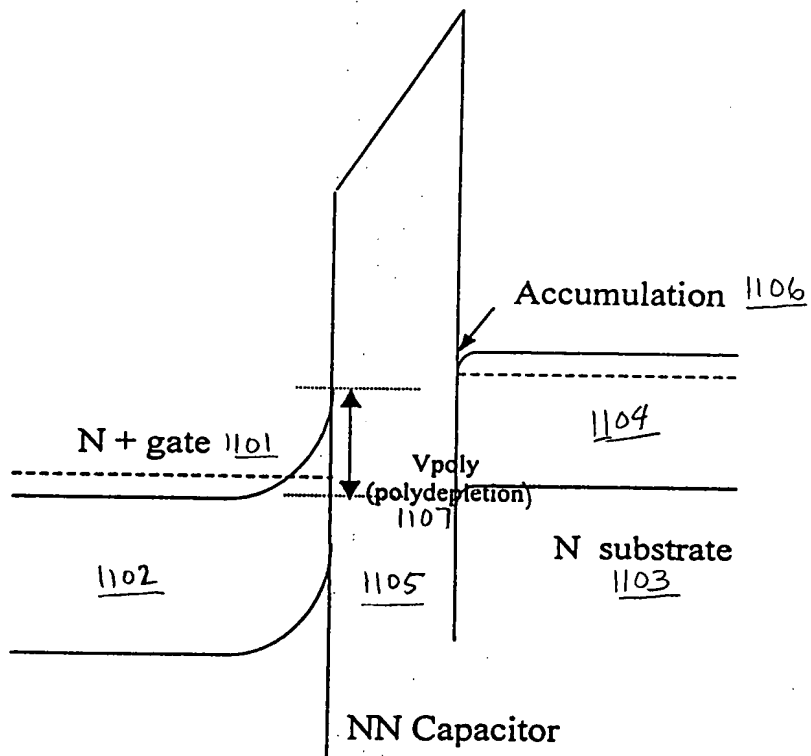 Accumulation 1106
1104
N + gate 1101
Vpoly
(polydepletion)
1107
N substrate
1103
1102
1105
NN Capacitor